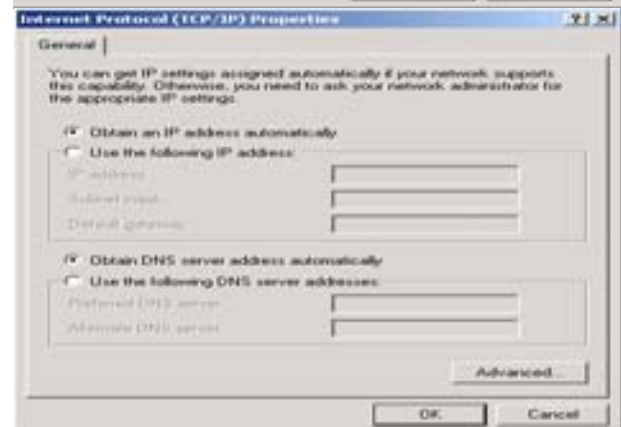 Internet Protocol (TCP/IP) Properties
General
You can get IP settings assigned automatically if your network supports
this capability. Otherwise, you need to ask your network administrator for
the appropriate IP settings.
Obtain an IP address automatically
Use the following IP address:
IP address:
Subnet mask:
Default gateway:
Obtain DNS server address automatically
Use the following DNS server addresses:
Preferred DNS server:
Alternate DNS server:
Advanced...
OK
Cancel